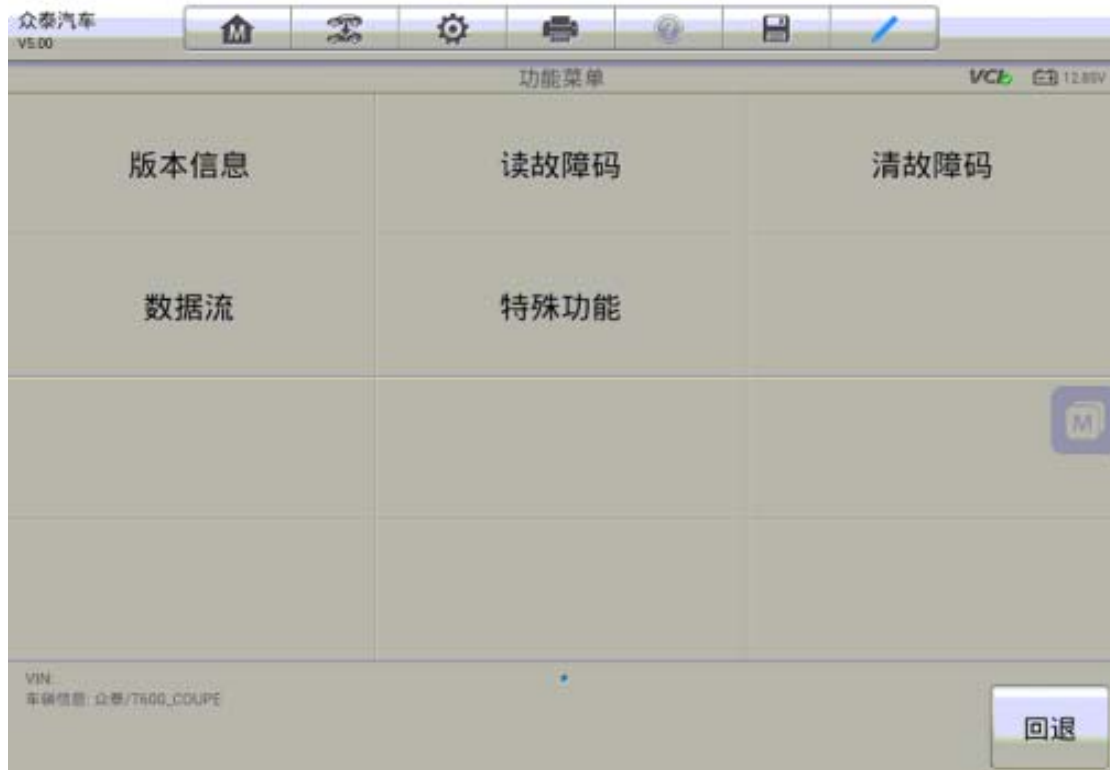 众泰汽车
V5.00
功能菜单
VCI
12.88V
版本信息
读故障码
清故障码
数据流
特殊功能
M
VIN:
车辆信息: 众泰/T600_COUPE
回退